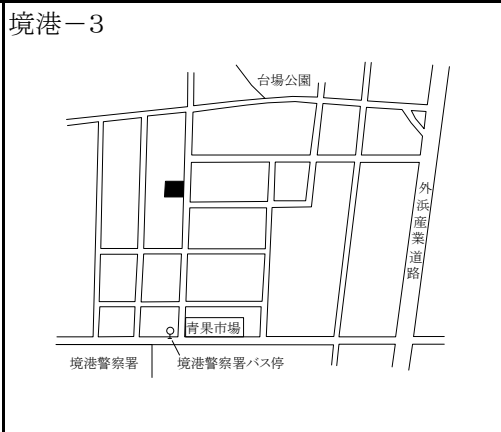 境港－3
台場公園
外浜産業道路
青果市場
境港警察署
境港警察署バス停